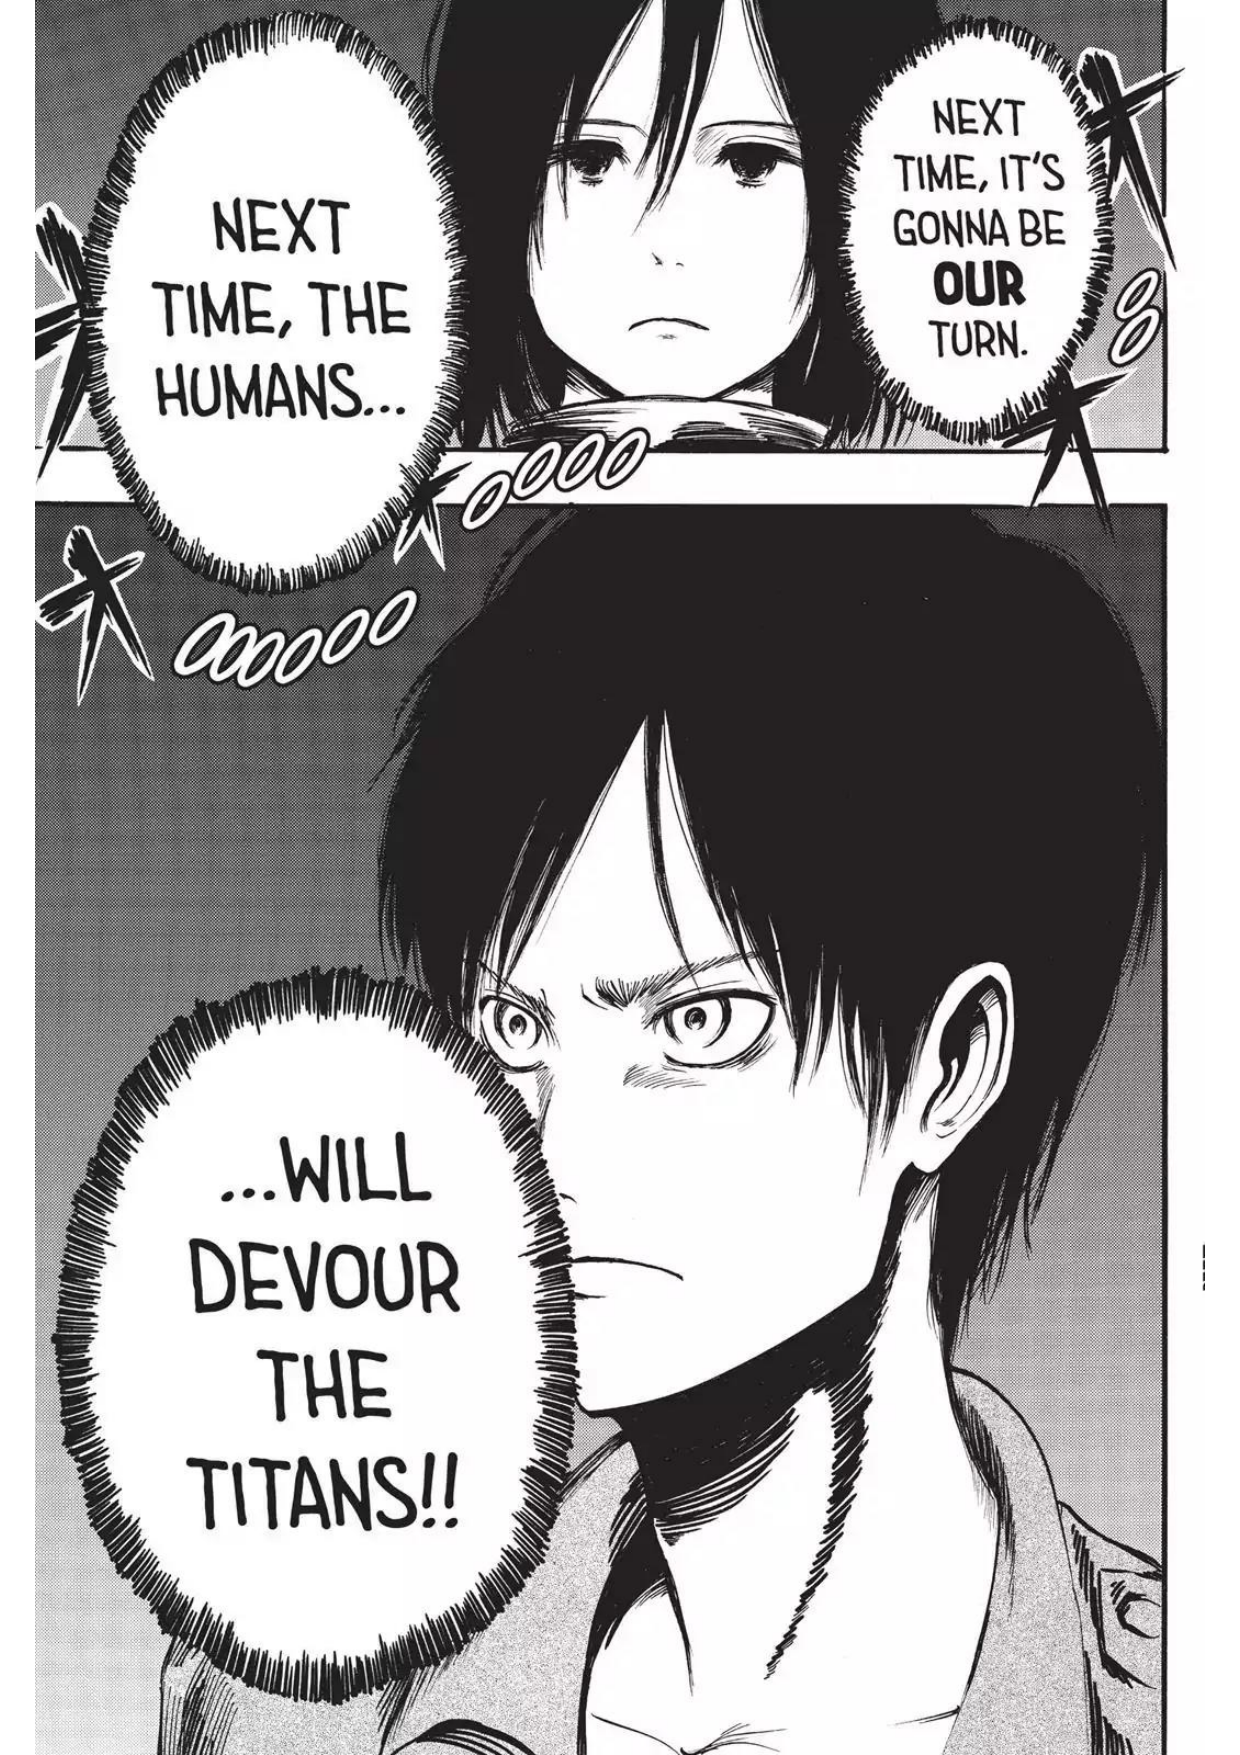 NEXT
TIME, IT'S
GONNA BE
OUR
TURN.
NEXT
TIME, THE
HUMANS...
...WILL
DEVOUR
THE
TITANS!!